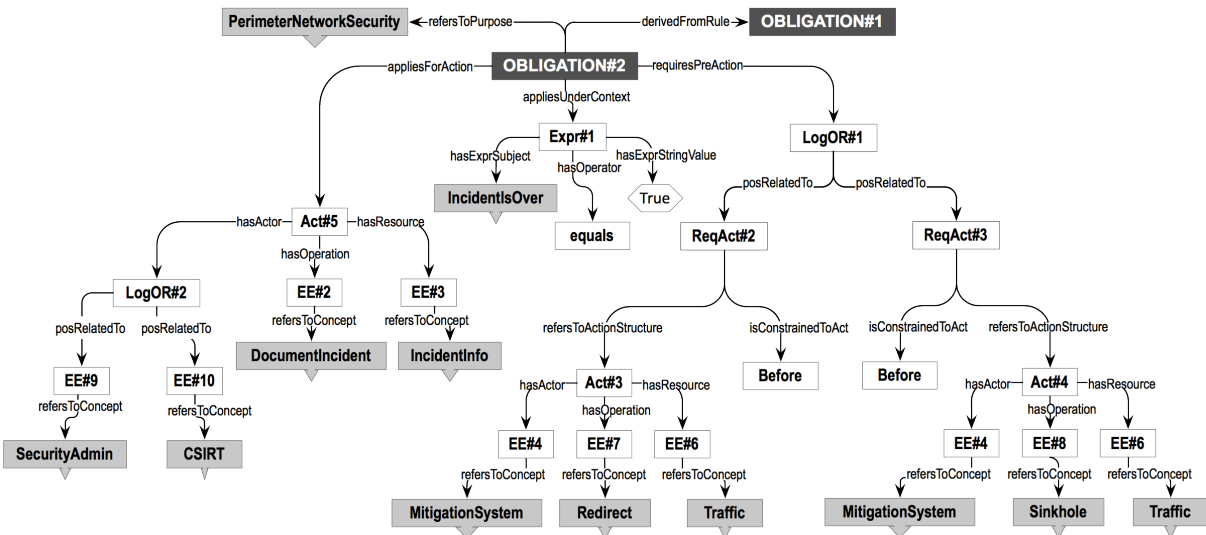 PerimeterNetworkSecurity
refersToPurpose
derivedFromRule
OBLIGATION#1
appliesForAction
OBLIGATION#2
requiresPreAction
appliesUnderContext
Expr#1
LogOR#1
hasExprSubject
hasOperator
hasExprStringValue
IncidentIsOver
True
posRelatedTo
posRelatedTo
hasActor
Act#5
hasResource
equals
ReqAct#2
ReqAct#3
hasOperation
LogOR#2
EE#2
EE#3
posRelatedTo
posRelatedTo
refersToConcept
refersToConcept
refersToActionStructure
isConstrainedToAct
isConstrainedToAct
refersToActionStructure
DocumentIncident
IncidentInfo
EE#9
EE#10
hasActor
Act#3
hasResource
Before
Before
hasActor
Act#4
hasResource
refersToConcept
refersToConcept
hasOperation
hasOperation
SecurityAdmin
CSIRT
EE#4
EE#7
EE#6
EE#4
EE#8
EE#6
refersToConcept
refersToConcept
refersToConcept
refersToConcept
refersToConcept
refersToConcept
MitigationSystem
Redirect
Traffic
MitigationSystem
Sinkhole
Traffic